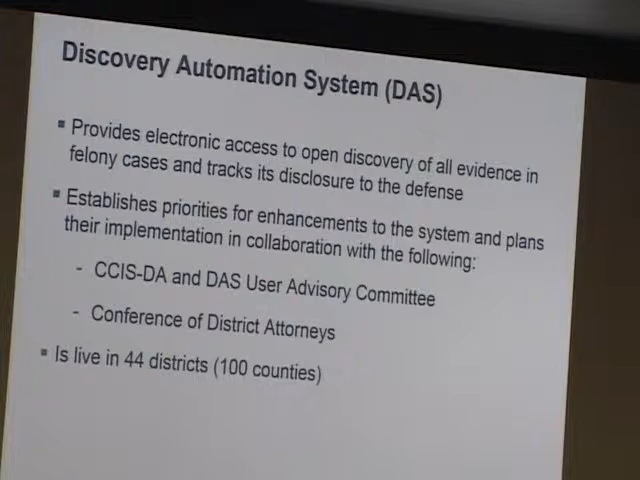 Discovery Automation System (DAS)
▪ Provides electronic access to open discovery of all evidence in
felony cases and tracks its disclosure to the defense
▪ Establishes priorities for enhancements to the system and plans
their implementation in collaboration with the following:
- CCIS-DA and DAS User Advisory Committee
- Conference of District Attorneys
▪ Is live in 44 districts (100 counties)